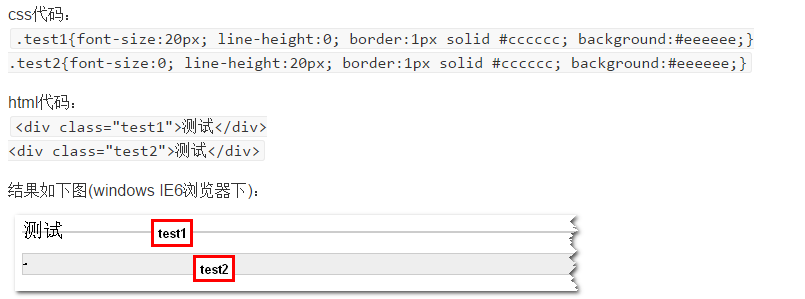 css代码：
.test1{font-size:20px; line-height:0; border:1px solid #cccccc; background:#eeeeee;}
.test2{font-size:0; line-height:20px; border:1px solid #cccccc; background:#eeeeee;}
html代码：
<div class="test1">测试</div>
<div class="test2">测试</div>
结果如下图(windows IE6浏览器下)：
测试
test1
test2